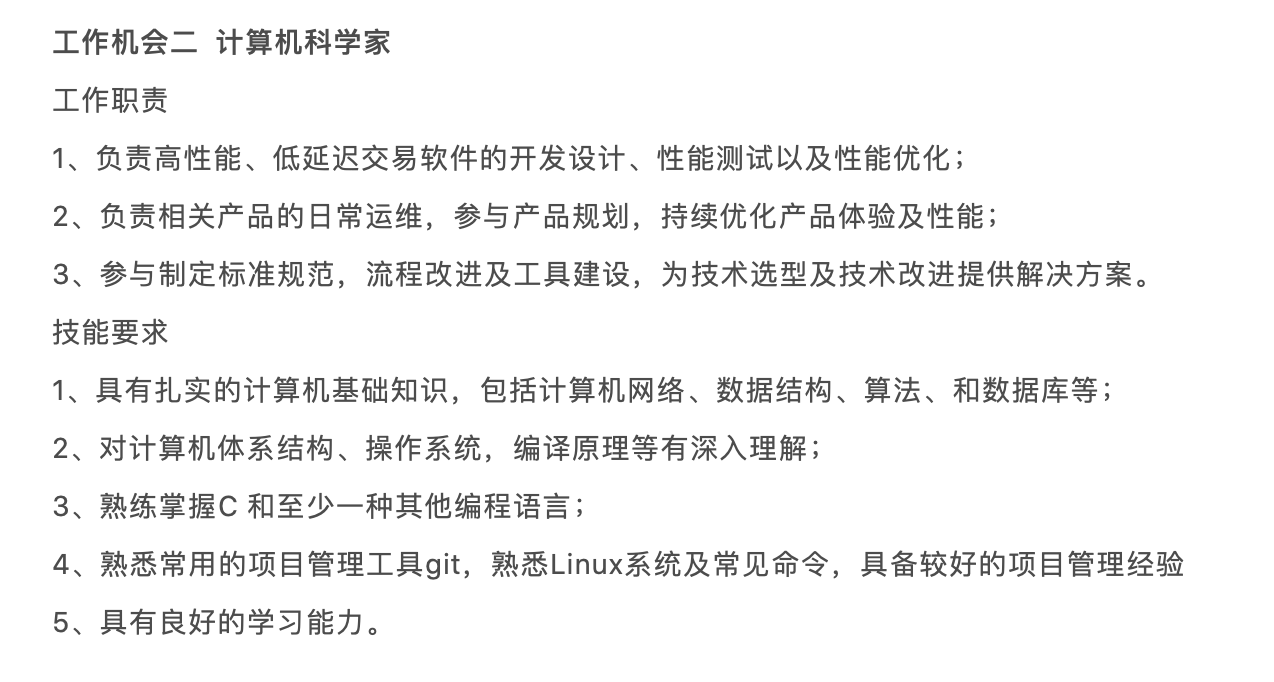 工作机会二 计算机科学家
工作职责
1、负责高性能、低延迟交易软件的开发设计、性能测试以及性能优化；
2、负责相关产品的日常运维，参与产品规划，持续优化产品体验及性能；
3、参与制定标准规范，流程改进及工具建设，为技术选型及技术改进提供解决方案。
技能要求
1、具有扎实的计算机基础知识，包括计算机网络、数据结构、算法、和数据库等；
2、对计算机体系结构、操作系统，编译原理等有深入理解；
3、熟练掌握C 和至少一种其他编程语言；
4、熟悉常用的项目管理工具git，熟悉Linux系统及常见命令，具备较好的项目管理经验
5、具有良好的学习能力。